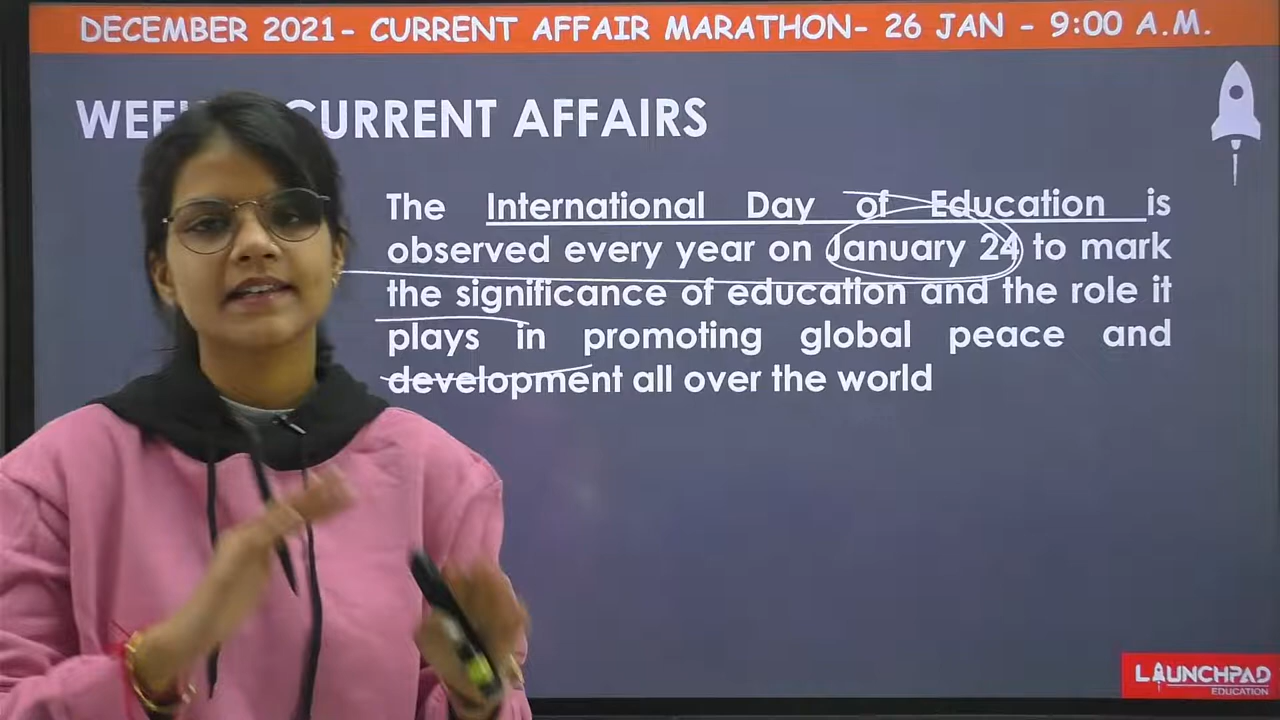 DECEMBER 2021- CURRENT AFFAIR MARATHON- 26 JAN - 9:00 A.M.
CURRENT AFFAIRS
The International Day of Education is
observed every year on January 24 to mark
the significance of education and the role it
plays in promoting global peace and
development all over the world
LAUNCHPAD
EDUCATION